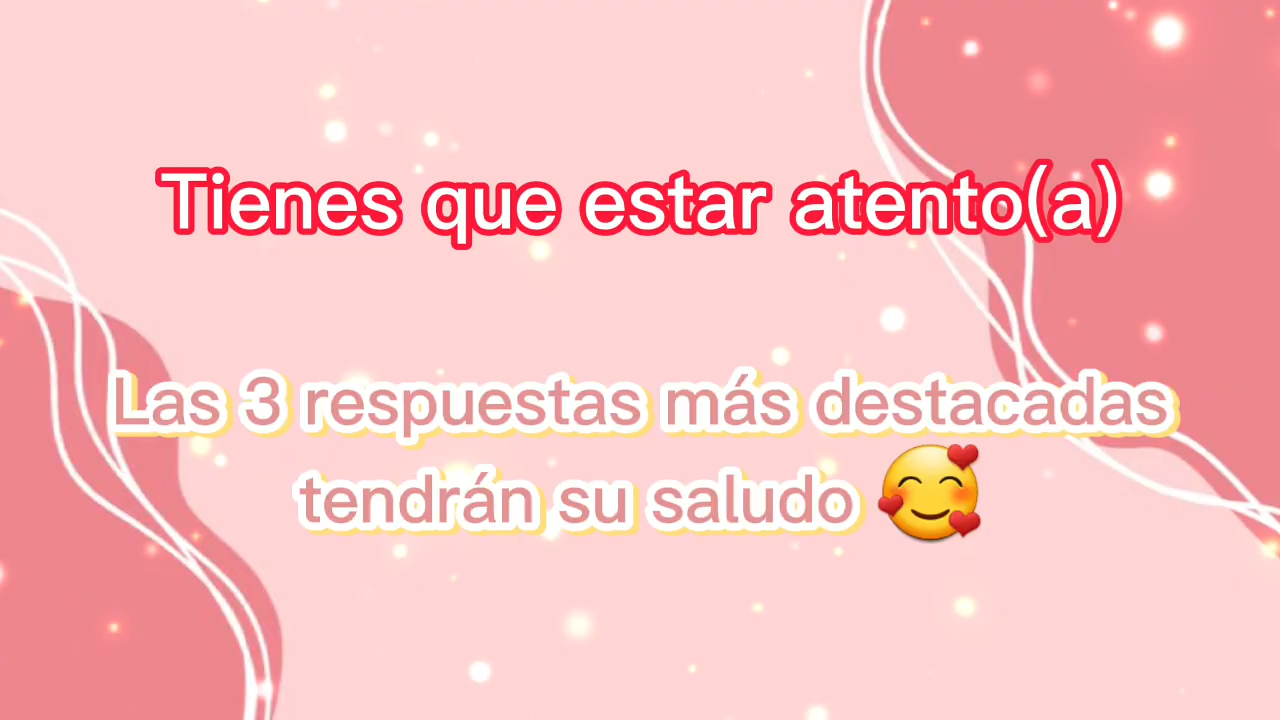 Tienes que estar atento(a)
Las 3 respuestas más destacadas
tendrán su saludo 🥰